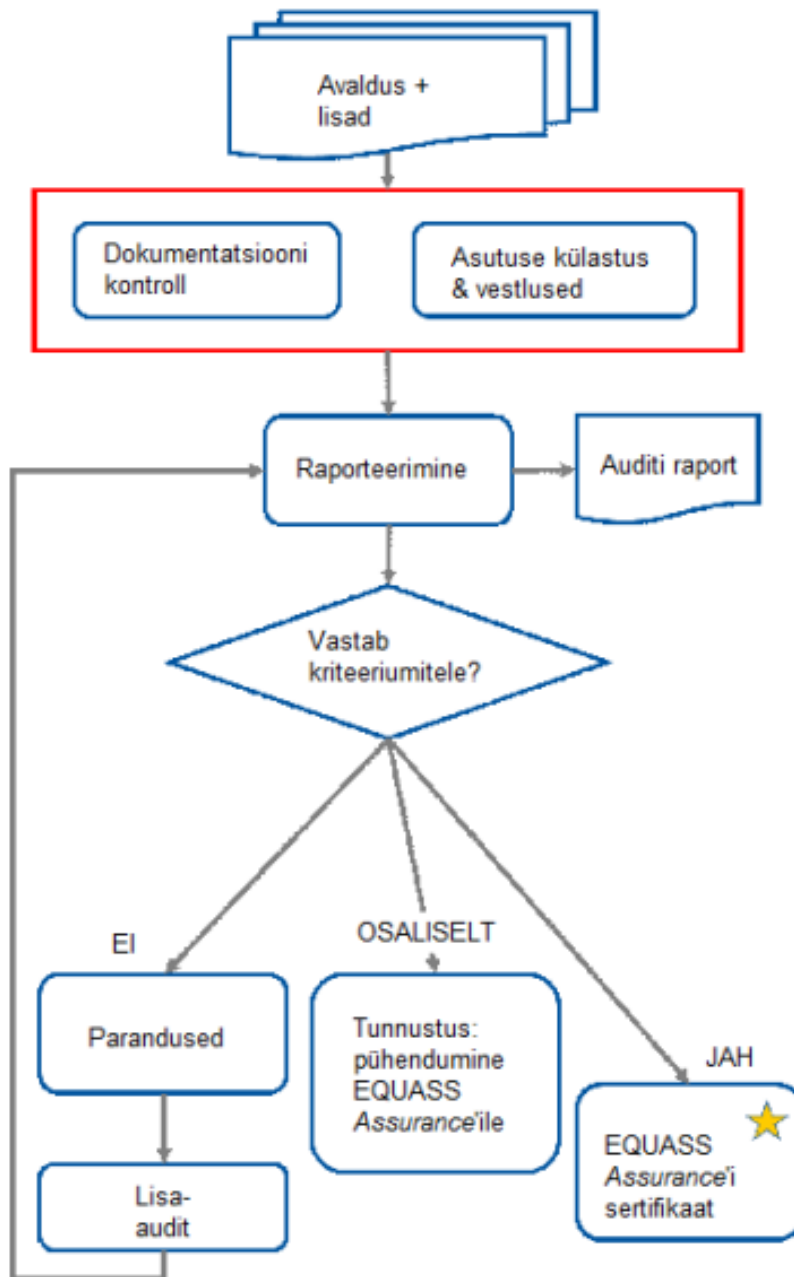 Avaldus +
lisad
Dokumentatsiooni
kontroll
Asutuse külastus
& vestlused
Raporteerimine
Auditi raport
Vastab
kriteeriumitele?
EI
OSALISELT
JAH
Parandused
Tunnustus:
pühendumine
EQUASS
Assurance'ile
EQUASS
Assurance'i
sertifikaat
Lisa-
audit